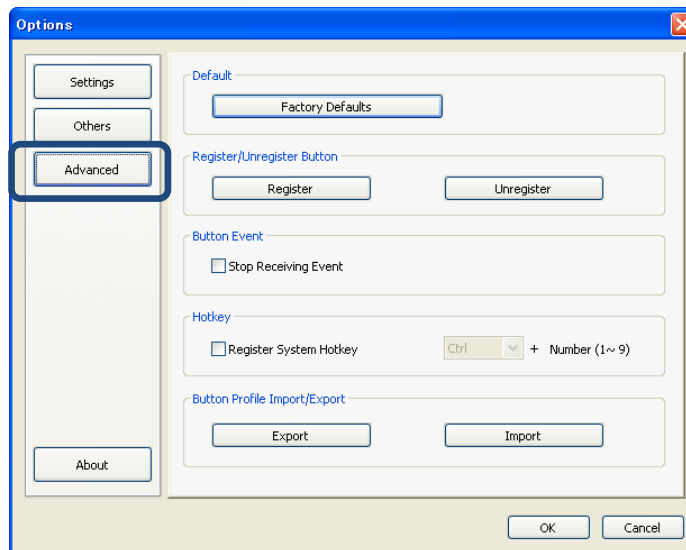 Options
Settings
Others
Advanced
About
Default
Factory Defaults
Register/Unregister Button
Register Unregister
Button Event
Stop Receiving Event
Hotkey
Register System Hotkey Ctrl + Number (1~ 9)
Button Profile Import/Export
Export Import
OK Cancel